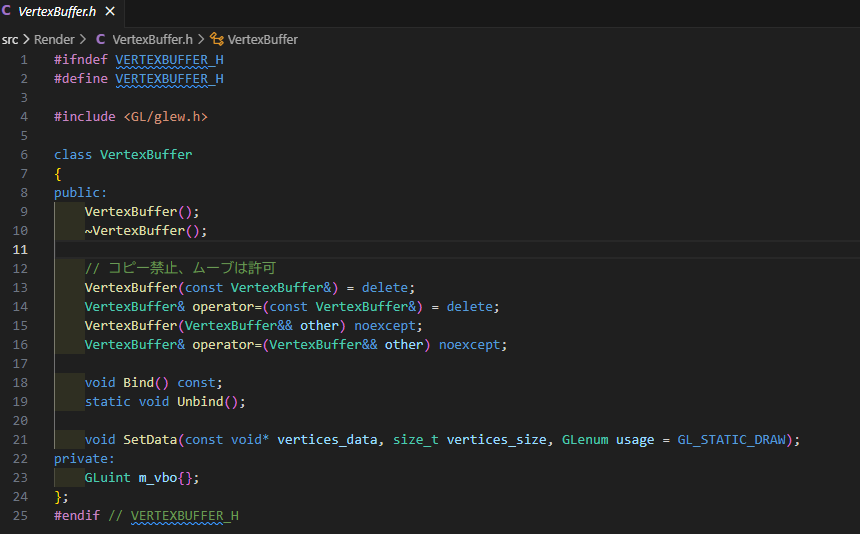 VertexBuffer.h
src > Render > C VertexBuffer.h > VertexBuffer
1 #ifndef VERTEXBUFFER_H
2 #define VERTEXBUFFER_H
3
4 #include <GL/glew.h>
5
6 class VertexBuffer
7 {
8 public:
9 VertexBuffer();
10 ~VertexBuffer();
11
12 // コピー禁止、ムーブは許可
13 VertexBuffer(const VertexBuffer&) = delete;
14 VertexBuffer& operator=(const VertexBuffer&) = delete;
15 VertexBuffer(VertexBuffer&& other) noexcept;
16 VertexBuffer& operator=(VertexBuffer&& other) noexcept;
17
18 void Bind() const;
19 static void Unbind();
20
21 void SetData(const void* vertices_data, size_t vertices_size, GLenum usage = GL_STATIC_DRAW);
22 private:
23 GLuint m_vbo{};
24 };
25 #endif // VERTEXBUFFER_H